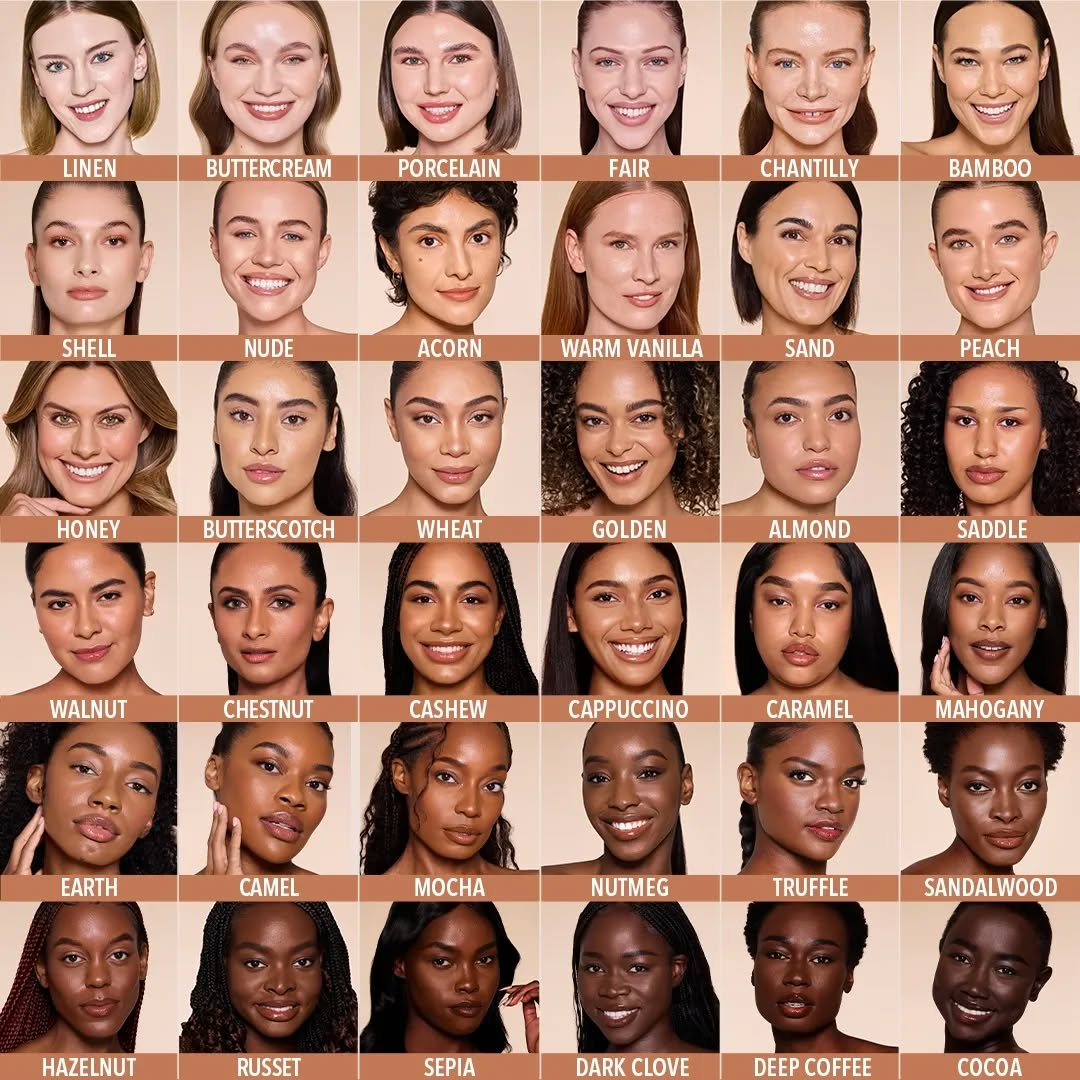 LINEN
BUTTERCREAM
PORCELAIN
FAIR
CHANTILLY
BAMBOO
SHELL
NUDE
ACORN
WARM VANILLA
SAND
PEACH
HONEY
BUTTERSCOTCH
WHEAT
GOLDEN
ALMOND
SADDLE
WALNUT
CHESTNUT
CASHEW
CAPPUCCINO
CARAMEL
MAHOGANY
EARTH
CAMEL
MOCHA
NUTMEG
TRUFFLE
SANDALWOOD
HAZELNUT
RUSSET
SEPIA
DARK CLOVE
DEEP COFFEE
COCOA